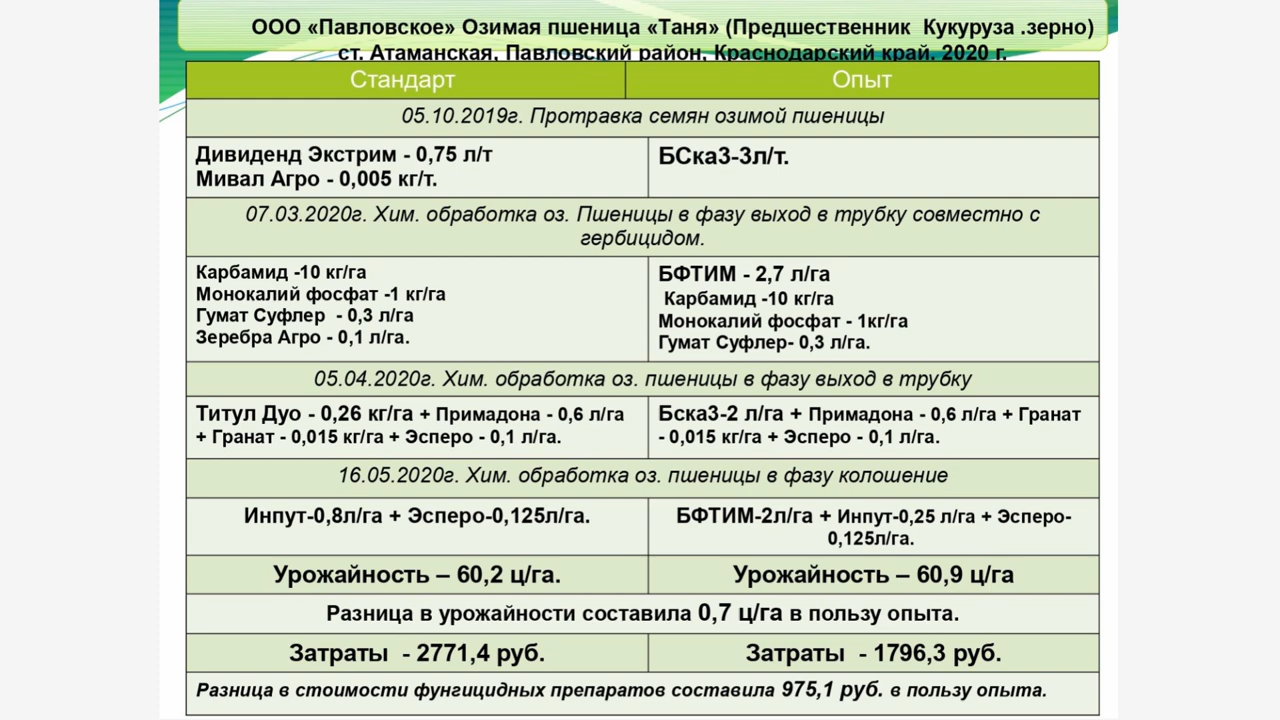 ООО «Павловское» Озимая пшеница «Таня» (Предшественник Кукуруза .зерно)
ст. Атаманская, Павловский район, Краснодарский край. 2020 г.
Стандарт
Опыт
05.10.2019г. Протравка семян озимой пшеницы
Дивиденд Экстрим - 0,75 л/т
Мивал Агро - 0,005 кг/т.
БСка3-3л/т.
07.03.2020г. Хим. обработка оз. Пшеницы в фазу выход в трубку совместно с
гербицидом.
Карбамид -10 кг/га
Монокалий фосфат -1 кг/га
Гумат Суфлер - 0,3 л/га
Зеребра Агро - 0,1 л/га.
БФТИМ - 2,7 л/га
Карбамид -10 кг/га
Монокалий фосфат - 1кг/га
Гумат Суфлер- 0,3 л/га.
05.04.2020г. Хим. обработка оз. пшеницы в фазу выход в трубку
Титул Дуо - 0,26 кг/га + Примадона - 0,6 л/га
+ Гранат - 0,015 кг/га + Эсперо - 0,1 л/га.
Бска3-2 л/га + Примадона - 0,6 л/га + Гранат
- 0,015 кг/га + Эсперо - 0,1 л/га.
16.05.2020г. Хим. обработка оз. пшеницы в фазу колошение
Инпут-0,8л/га + Эсперо-0,125л/га.
БФТИМ-2л/га + Инпут-0,25 л/га + Эсперо-
0,125л/га.
Урожайность – 60,2 ц/га.
Урожайность – 60,9 ц/га
Разница в урожайности составила 0,7 ц/га в пользу опыта.
Затраты - 2771,4 руб.
Затраты - 1796,3 руб.
Разница в стоимости фунгицидных препаратов составила 975,1 руб. в пользу опыта.